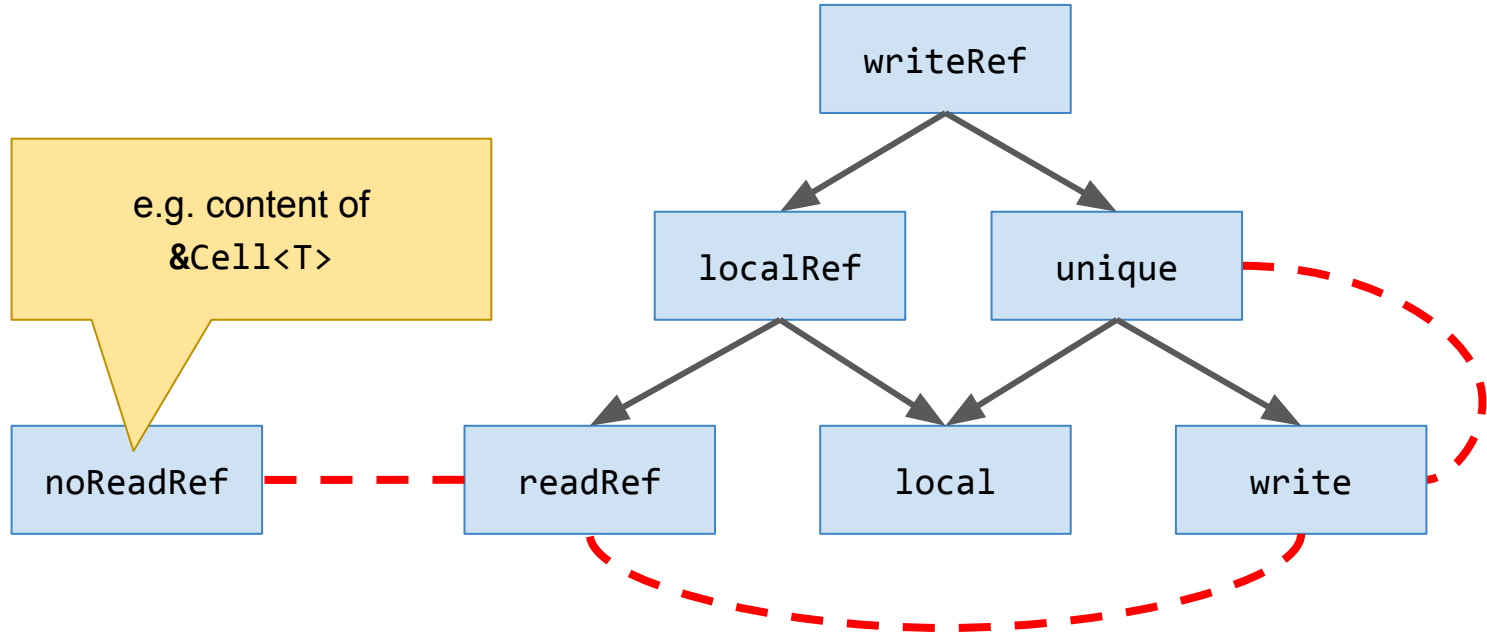 writeRef
e.g. content of
&Cell<T>
localRef
unique
noReadRef
readRef
local
write